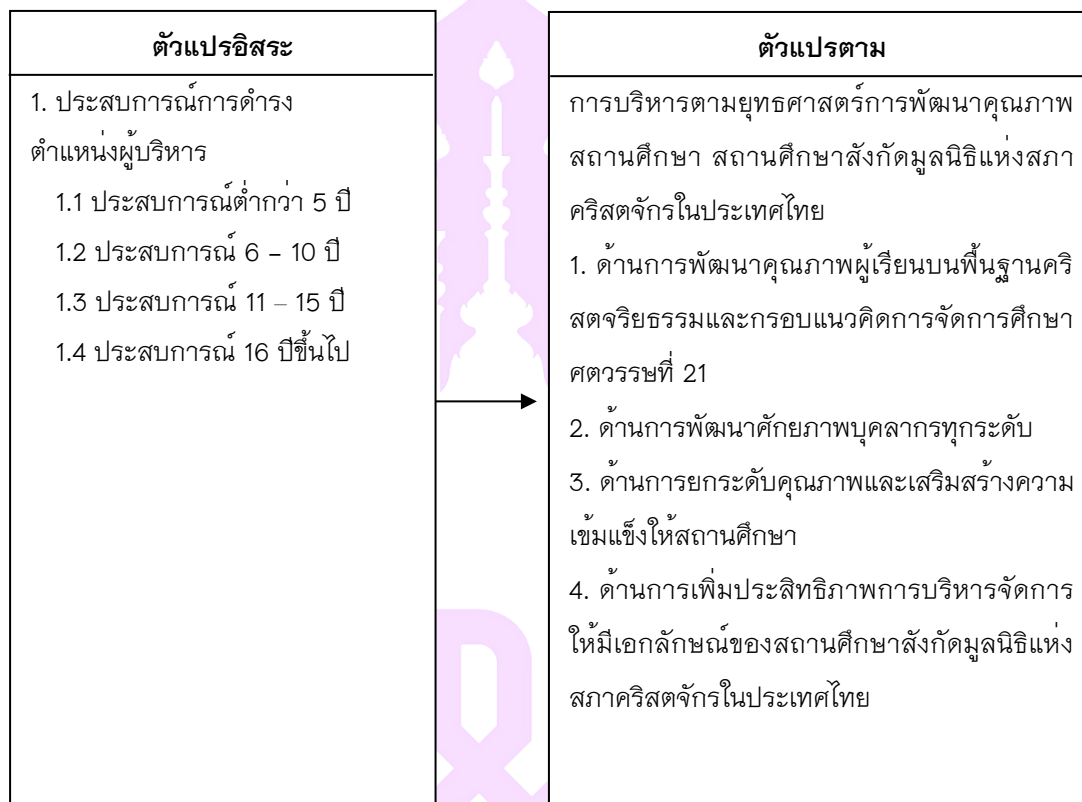 ตัวแปรอิสระ
1. ประสบการณ์การดำรง
ตำแหน่งผู้บริหาร
1.1 ประสบการณ์ต่ำกว่า 5 ปี
1.2 ประสบการณ์ 6 – 10 ปี
1.3 ประสบการณ์ 11 – 15 ปี
1.4 ประสบการณ์ 16 ปีขึ้นไป
ตัวแปรตาม
การบริหารตามยุทธศาสตร์การพัฒนาคุณภาพ
สถานศึกษา สถานศึกษาสังกัดมูลนิธิแห่งสภา
คริสตจักรในประเทศไทย
1. ด้านการพัฒนาคุณภาพผู้เรียนบนพื้นฐานคริ
สตจริยธรรมและกรอบแนวคิดการจัดการศึกษา
ศตวรรษที่ 21
2. ด้านการพัฒนาศักยภาพบุคลากรทุกระดับ
3. ด้านการยกระดับคุณภาพและเสริมสร้างความ
เข้มแข็งให้สถานศึกษา
4. ด้านการเพิ่มประสิทธิภาพการบริหารจัดการ
ให้มีเอกลักษณ์ของสถานศึกษาสังกัดมูลนิธิแห่ง
สภาคริสตจักรในประเทศไทย